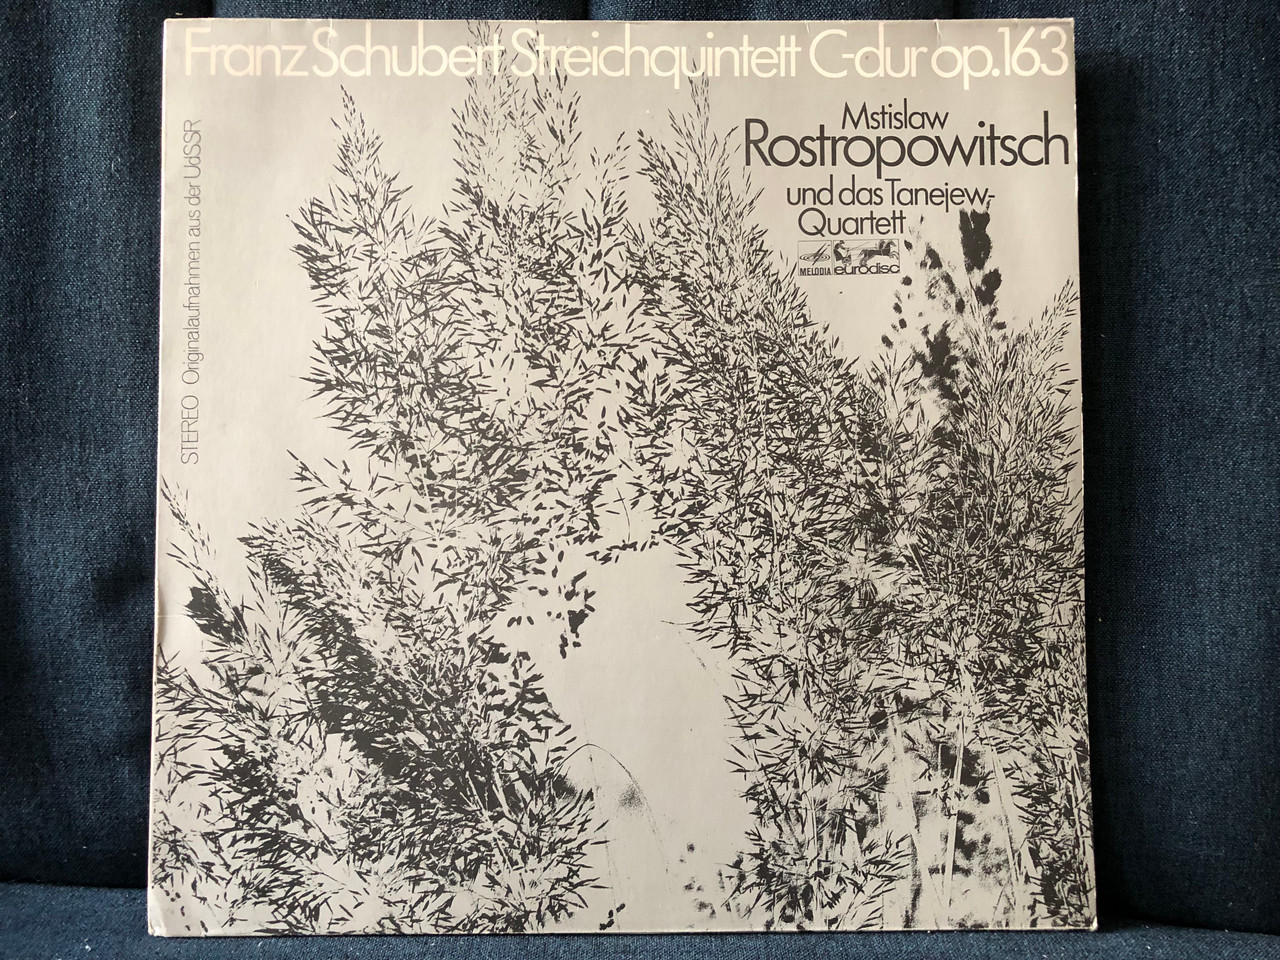 Franz Schubert Streichquintett C-dur op.163
Mstislaw
Rostropowitsch
und das Tanejew-
Quartett
MELODIA eurodisc
STEREO Originalaufnahmen aus der UdSSR